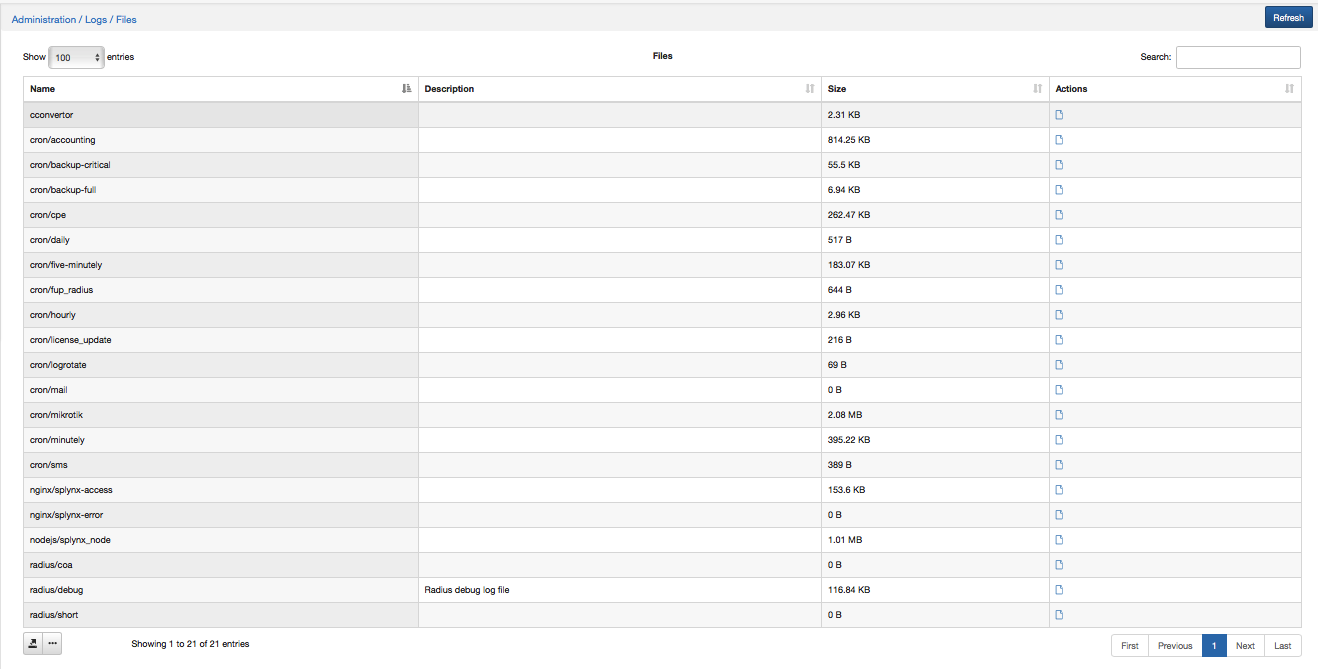 Administration / Logs / Files
Refresh
Show 100 entries
Files
Search:
Name Description Size Actions
cconvertor 2.31 KB
cron/accounting 814.25 KB
cron/backup-critical 55.5 KB
cron/backup-full 6.94 KB
cron/cpe 262.47 KB
cron/daily 517 B
cron/five-minutely 183.07 KB
cron/fup_radius 644 B
cron/hourly 2.96 KB
cron/license_update 216 B
cron/logrotate 69 B
cron/mail 0 B
cron/mikrotik 2.08 MB
cron/minutely 395.22 KB
cron/sms 389 B
nginx/splynx-access 153.6 KB
nginx/splynx-error 0 B
nodejs/splynx_node 1.01 MB
radius/coa 0 B
radius/debug Radius debug log file 116.84 KB
radius/short 0 B
Showing 1 to 21 of 21 entries
First Previous 1 Next Last